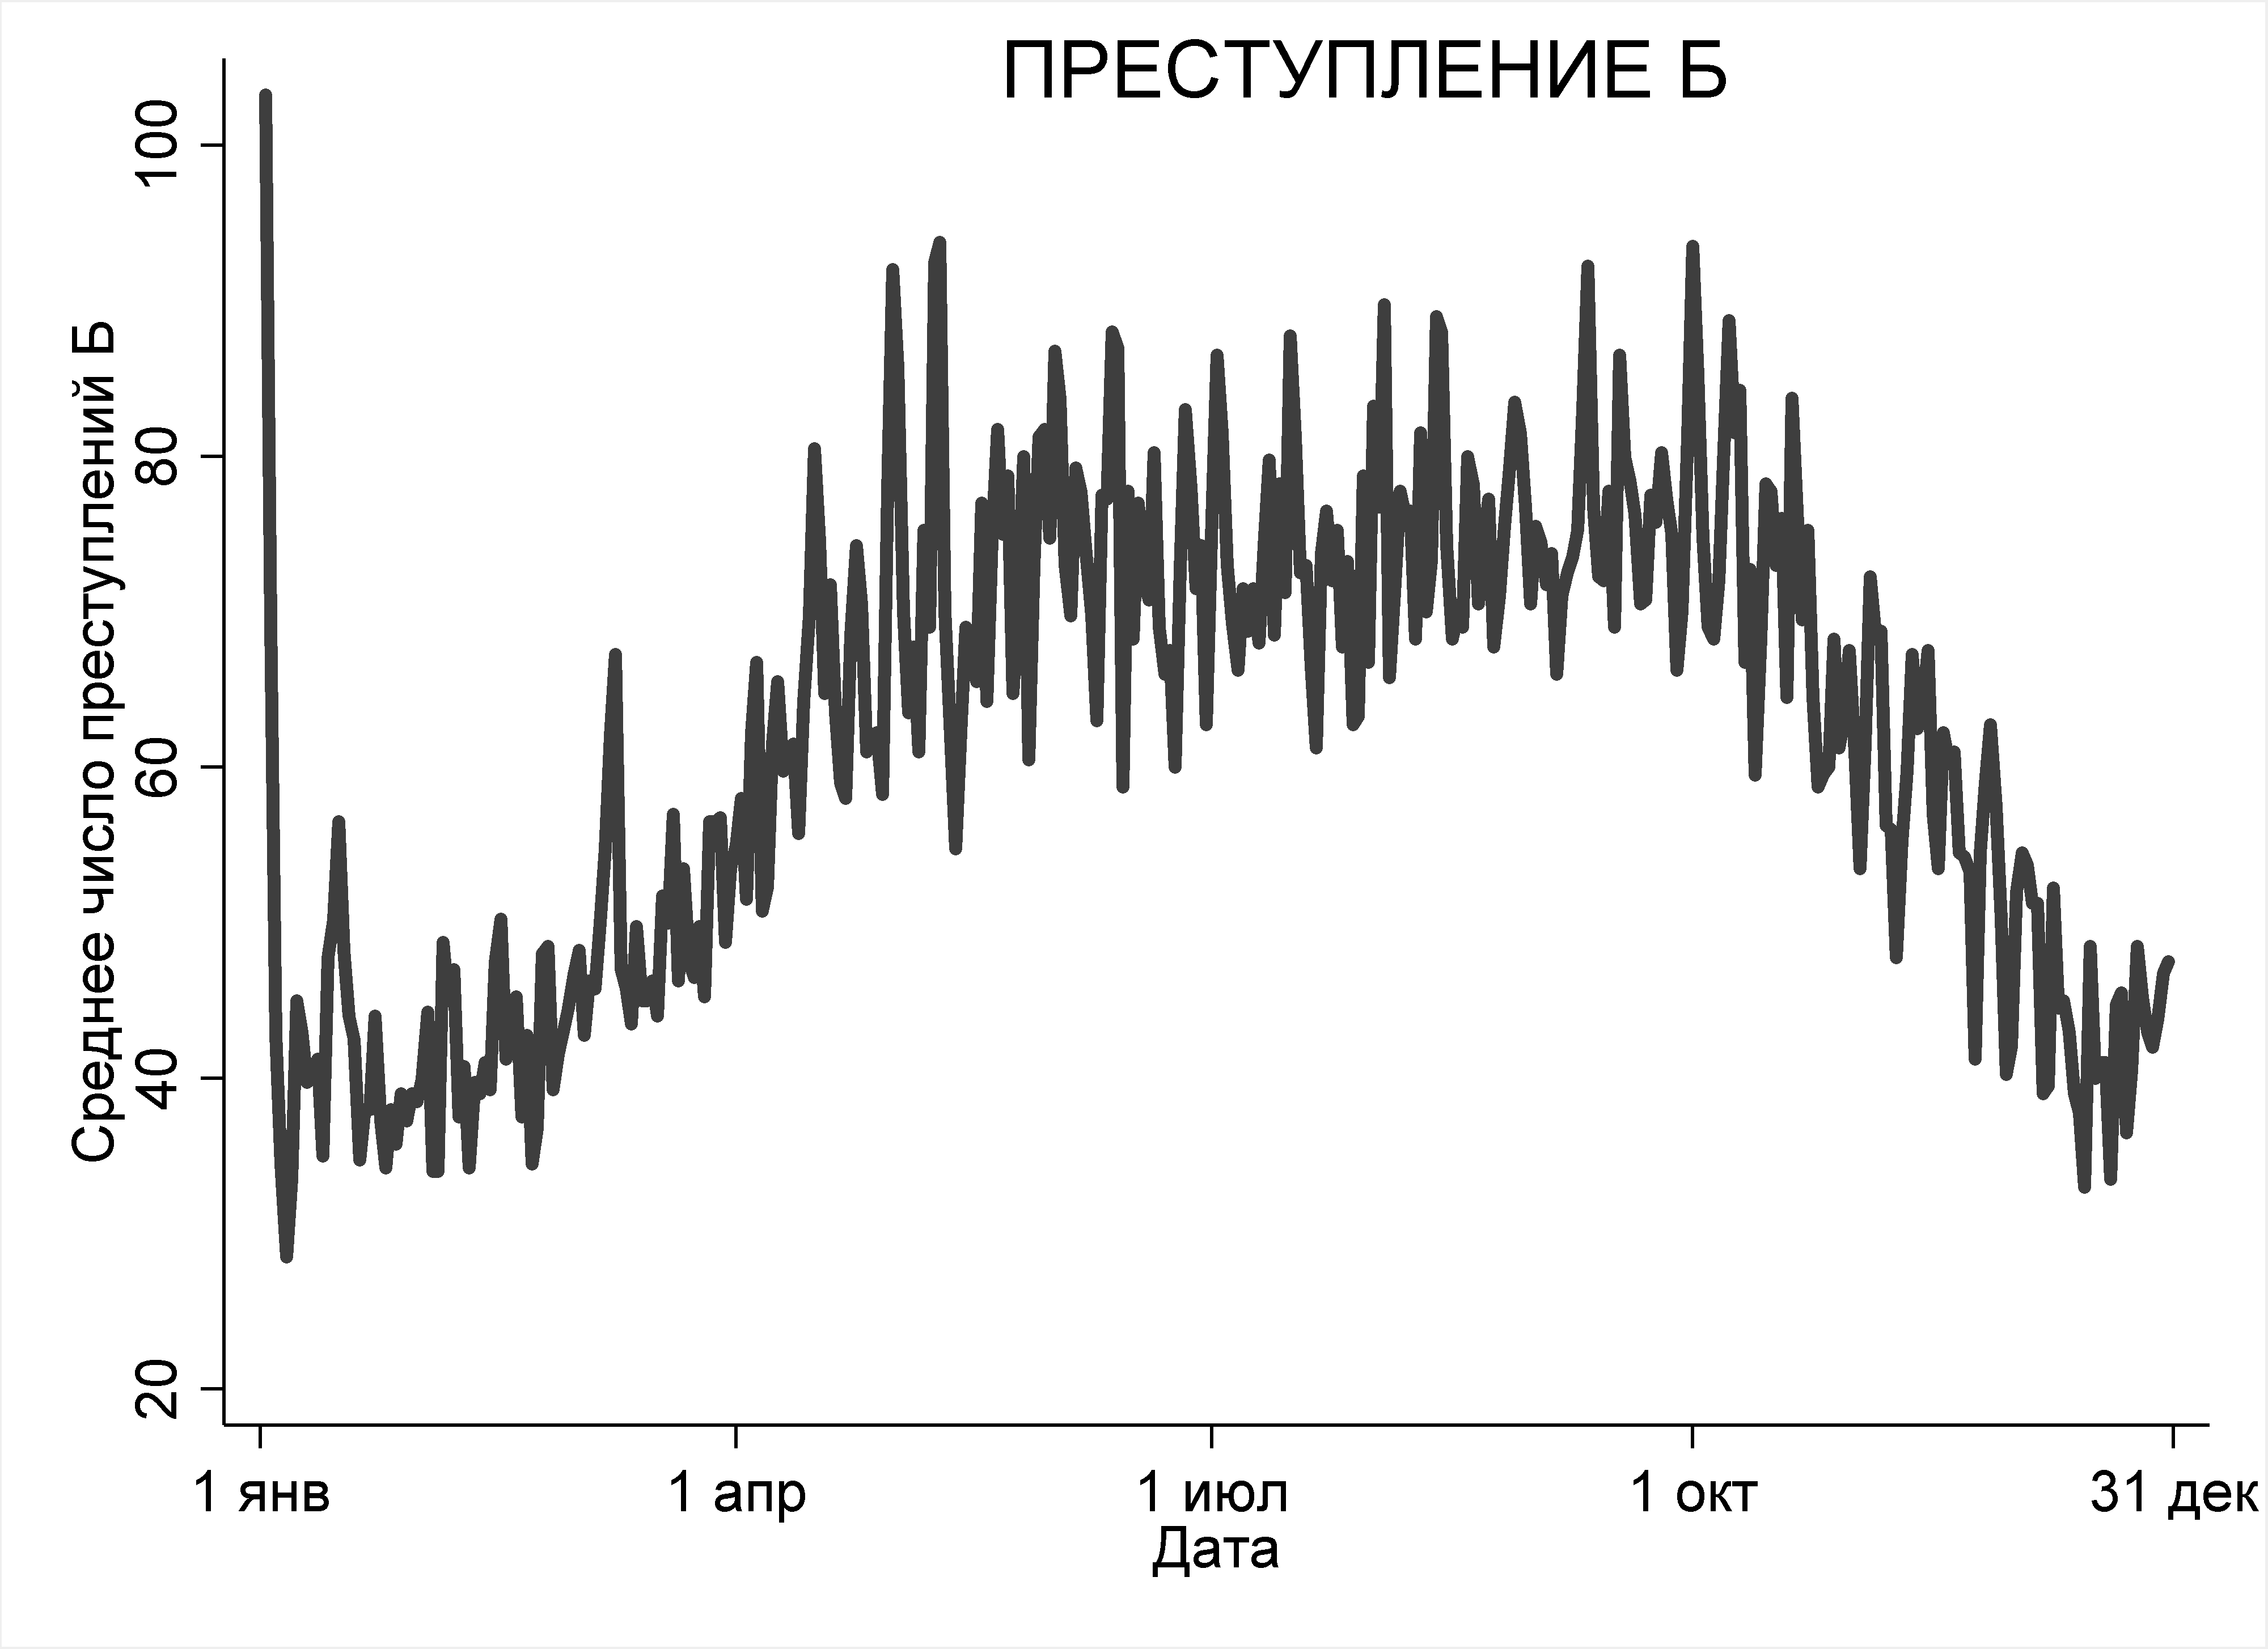 ПРЕСТУПЛЕНИЕ Б
Среднее число преступлений Б
100
80
60
40
20
1 янв
1 апр
1 июл
1 окт
31 дек
Дата